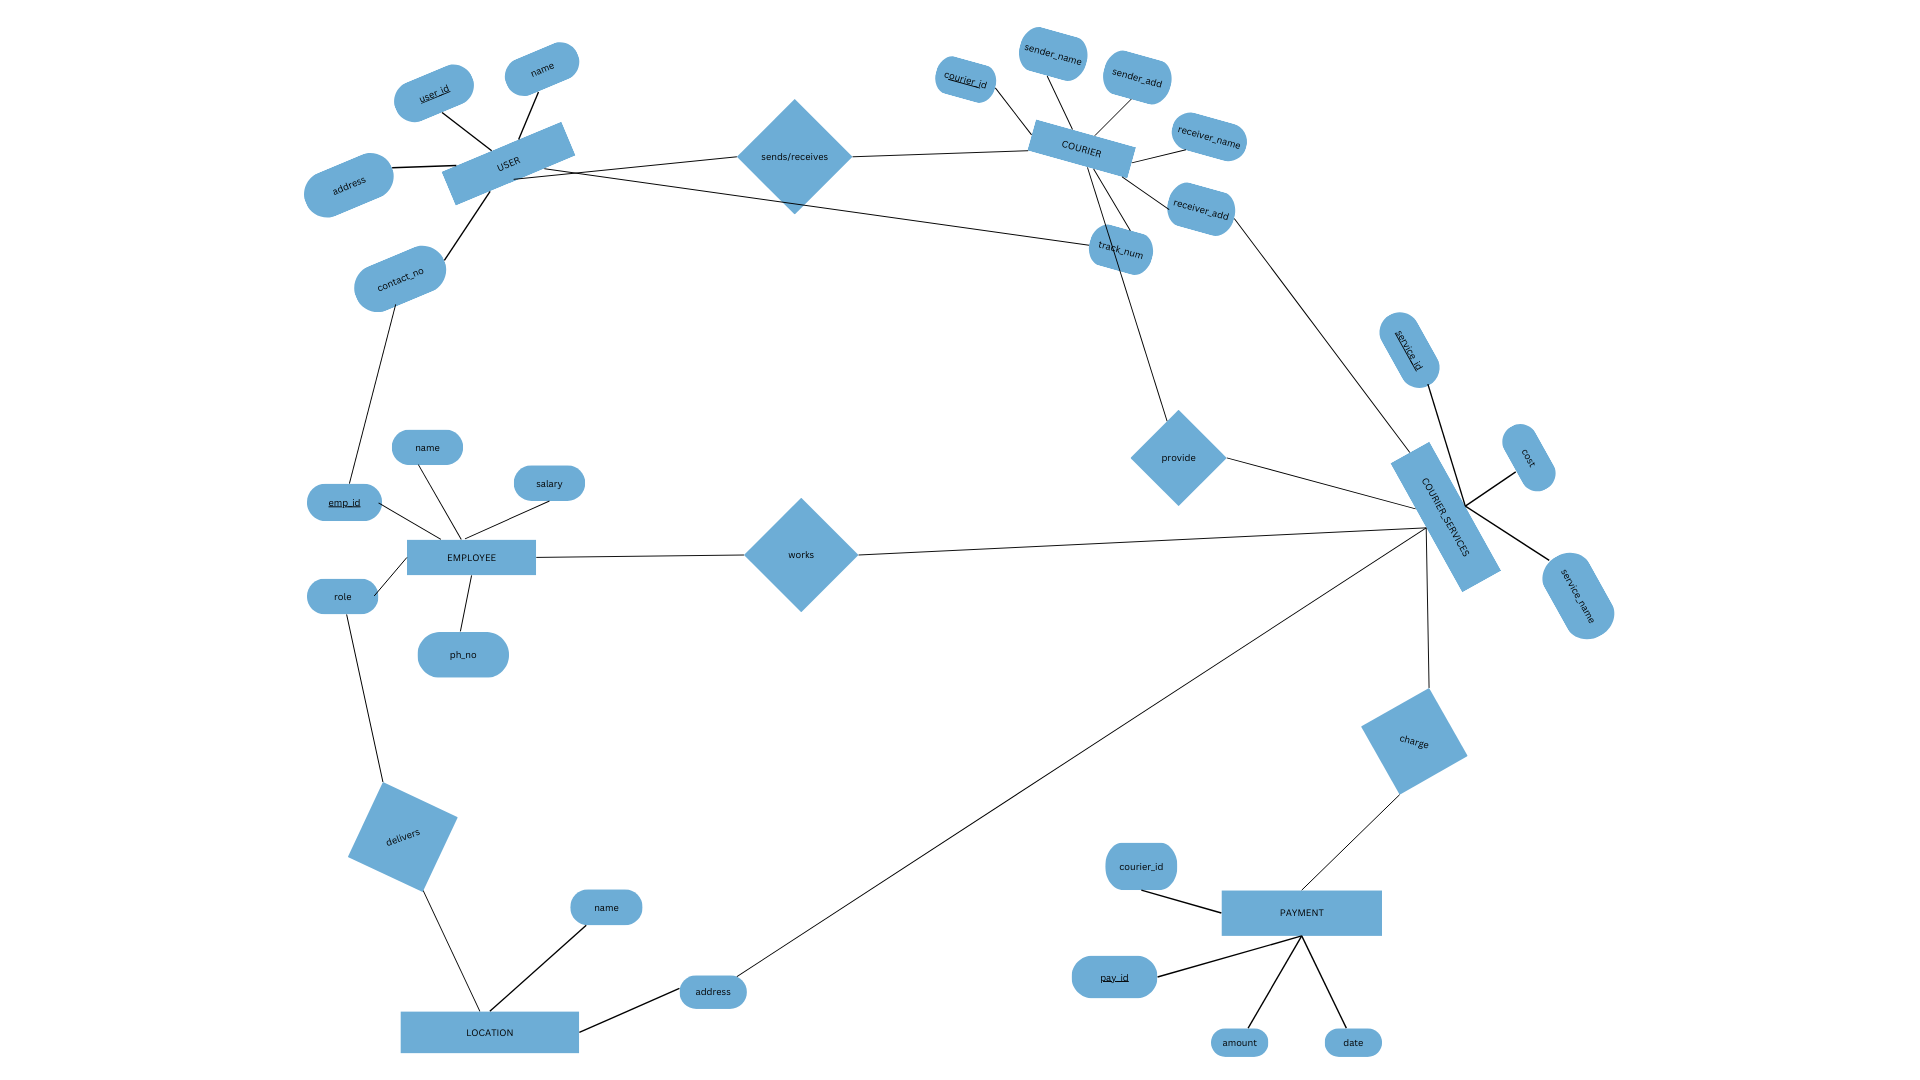 name
user_id
USER
address
contact_no
sends/receives
sender_name
courier_id
sender_add
COURIER
receiver_name
receiver_add
track_num
service_id
cost
COURIER_SERVICES
service_name
provide
name
salary
emp_id
EMPLOYEE
works
role
ph_no
charge
delivers
courier_id
name
PAYMENT
pay_id
address
LOCATION
amount
date